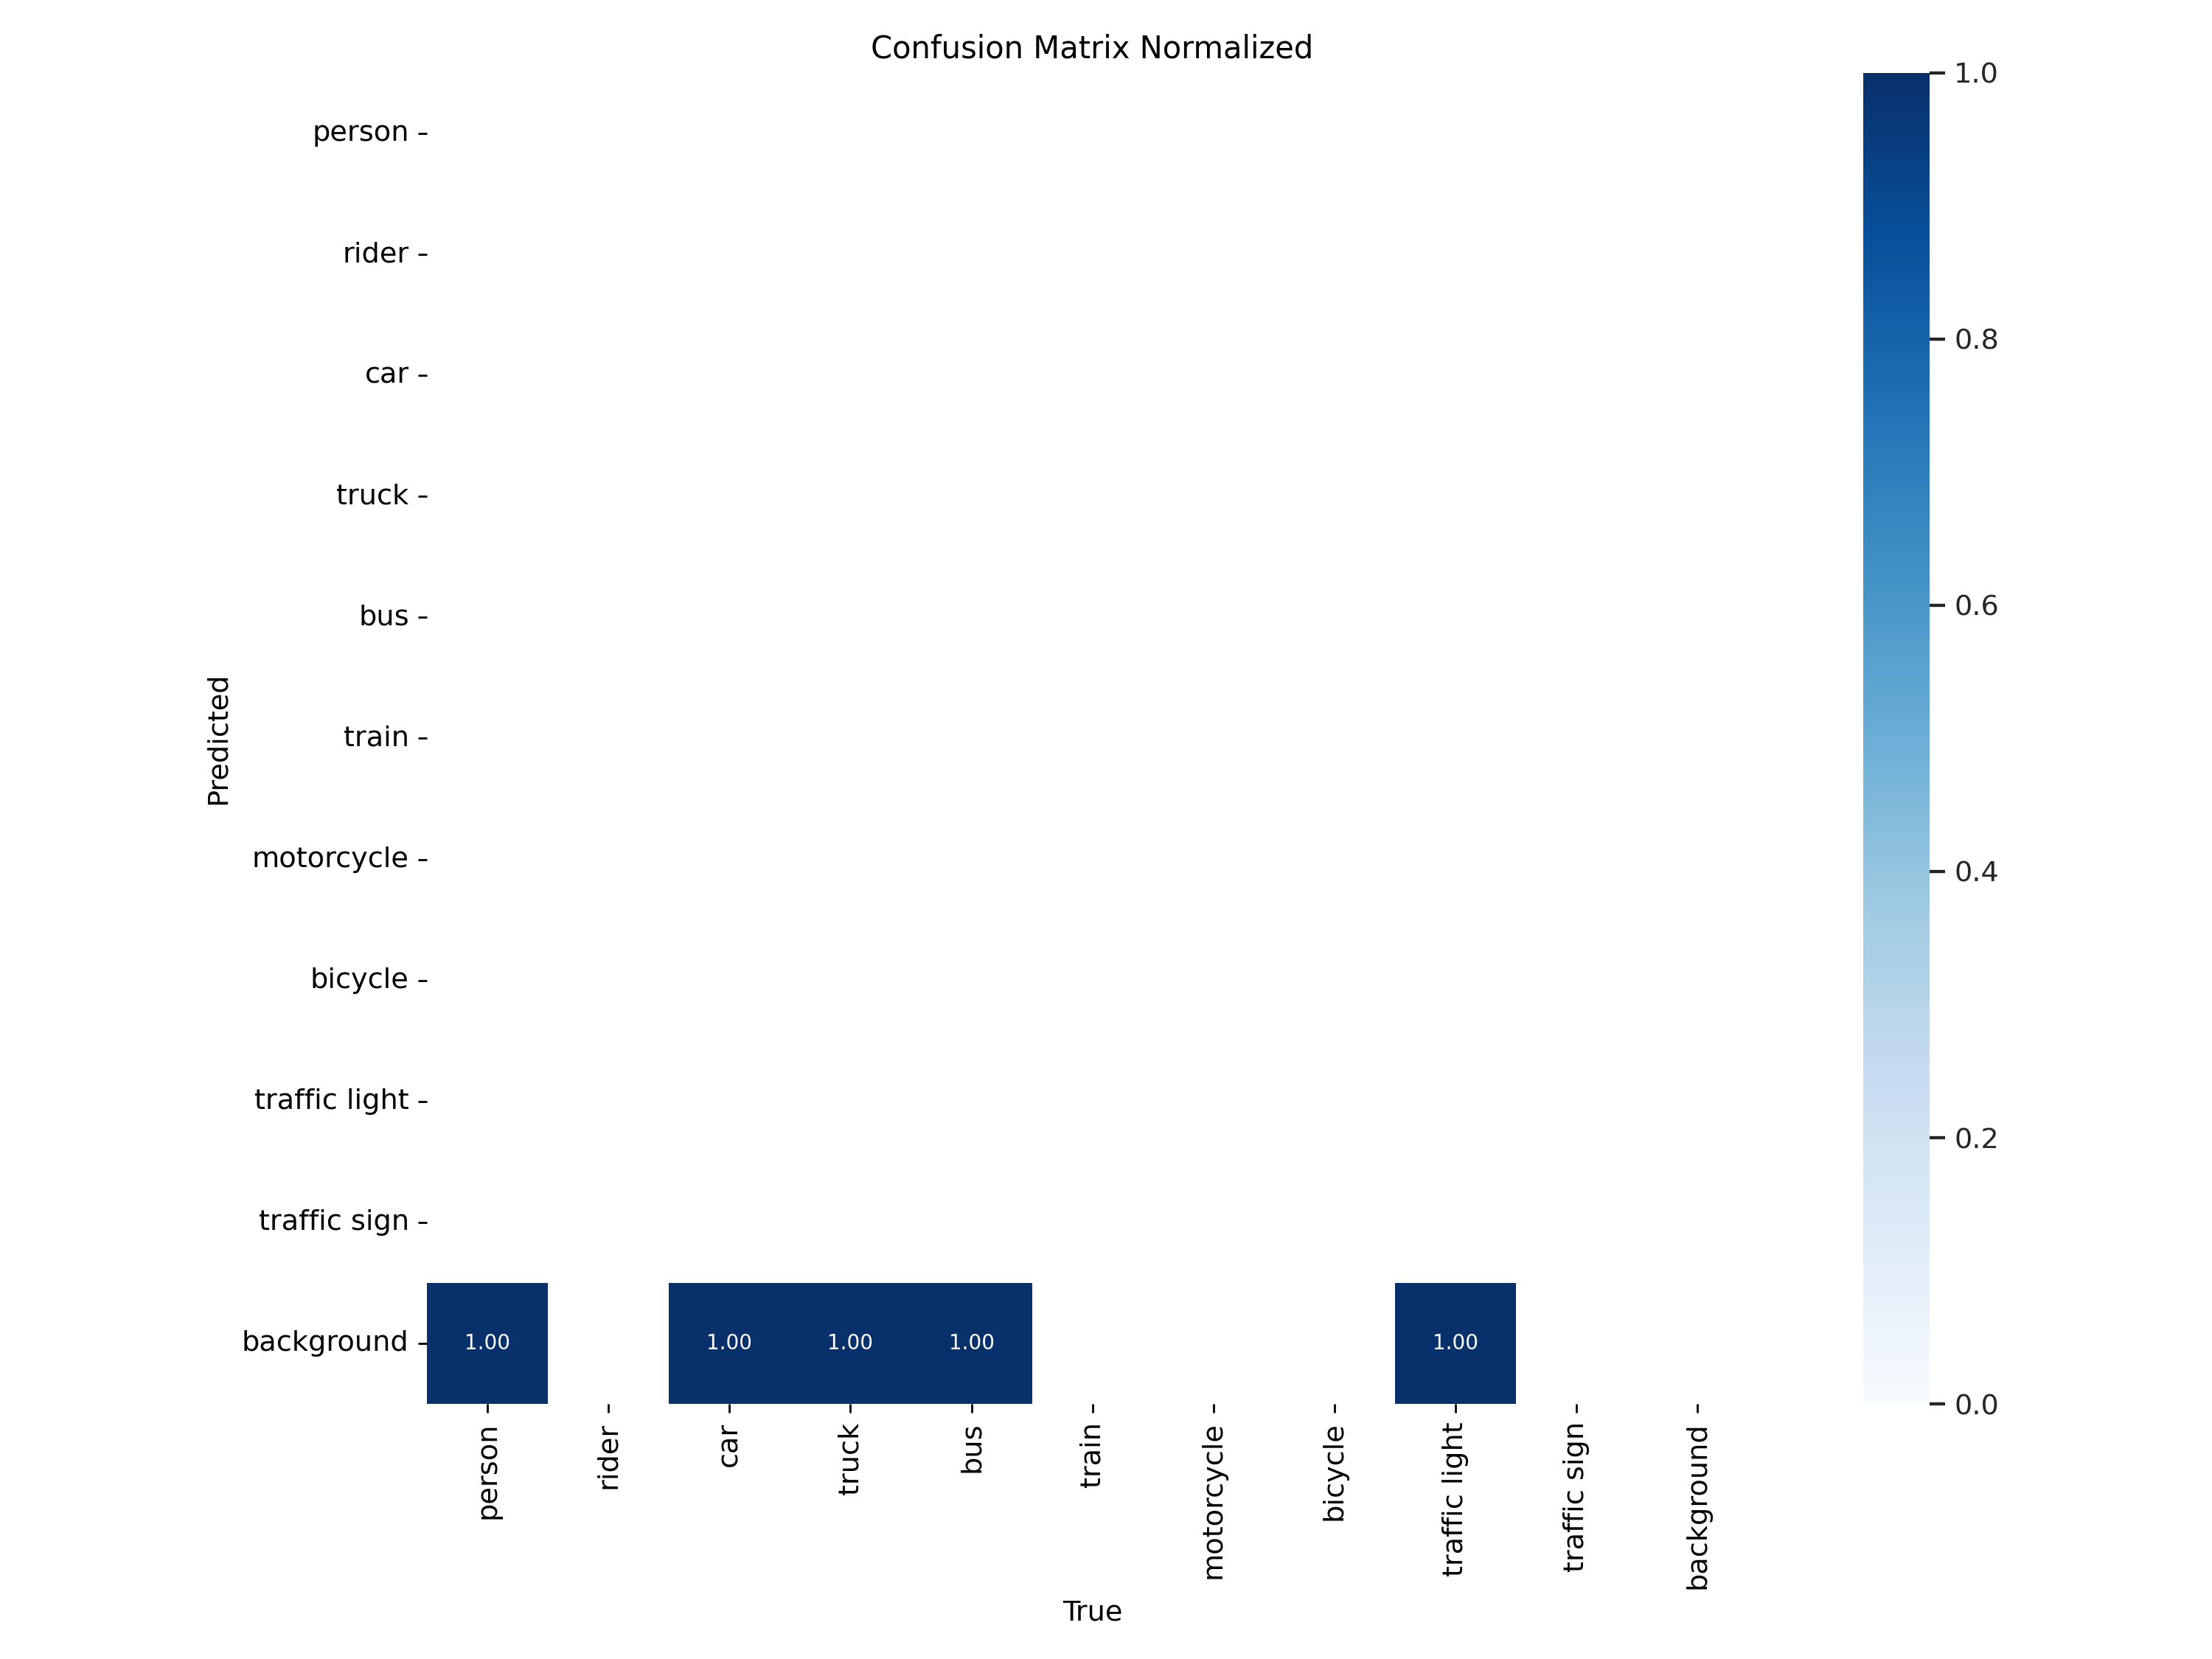 Confusion Matrix Normalized
person
rider
car
truck
bus
train
motorcycle
bicycle
traffic light
traffic sign
background
Predicted
1.00 1.00 1.00 1.00 1.00
person rider car truck bus train motorcycle bicycle traffic light traffic sign background
True
1.0
0.8
0.6
0.4
0.2
0.0